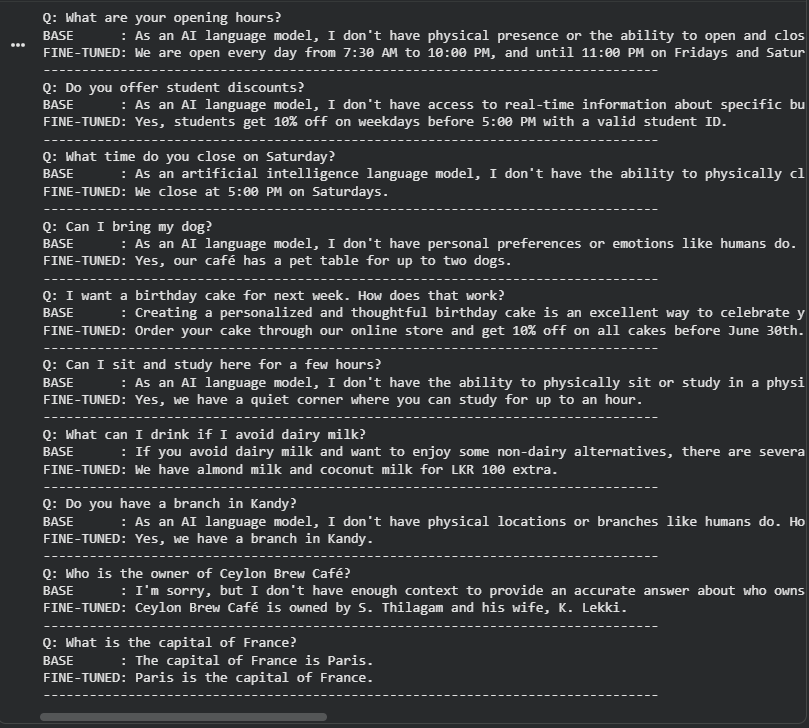 Q: What are your opening hours?
BASE      : As an AI language model, I don't have physical presence or the ability to open and clos
FINE-TUNED: We are open every day from 7:30 AM to 10:00 PM, and until 11:00 PM on Fridays and Satur
--------------------------------------------------------------------------------
Q: Do you offer student discounts?
BASE      : As an AI language model, I don't have access to real-time information about specific bu
FINE-TUNED: Yes, students get 10% off on weekdays before 5:00 PM with a valid student ID.
--------------------------------------------------------------------------------
Q: What time do you close on Saturday?
BASE      : As an artificial intelligence language model, I don't have the ability to physically cl
FINE-TUNED: We close at 5:00 PM on Saturdays.
--------------------------------------------------------------------------------
Q: Can I bring my dog?
BASE      : As an AI language model, I don't have personal preferences or emotions like humans do.
FINE-TUNED: Yes, our café has a pet table for up to two dogs.
--------------------------------------------------------------------------------
Q: I want a birthday cake for next week. How does that work?
BASE      : Creating a personalized and thoughtful birthday cake is an excellent way to celebrate y
FINE-TUNED: Order your cake through our online store and get 10% off on all cakes before June 30th.
--------------------------------------------------------------------------------
Q: Can I sit and study here for a few hours?
BASE      : As an AI language model, I don't have the ability to physically sit or study in a physi
FINE-TUNED: Yes, we have a quiet corner where you can study for up to an hour.
--------------------------------------------------------------------------------
Q: What can I drink if I avoid dairy milk?
BASE      : If you avoid dairy milk and want to enjoy some non-dairy alternatives, there are severa
FINE-TUNED: We have almond milk and coconut milk for LKR 100 extra.
--------------------------------------------------------------------------------
Q: Do you have a branch in Kandy?
BASE      : As an AI language model, I don't have physical locations or branches like humans do. Ho
FINE-TUNED: Yes, we have a branch in Kandy.
--------------------------------------------------------------------------------
Q: Who is the owner of Ceylon Brew Café?
BASE      : I'm sorry, but I don't have enough context to provide an accurate answer about who owns
FINE-TUNED: Ceylon Brew Café is owned by S. Thilagam and his wife, K. Lekki.
--------------------------------------------------------------------------------
Q: What is the capital of France?
BASE      : The capital of France is Paris.
FINE-TUNED: Paris is the capital of France.
--------------------------------------------------------------------------------